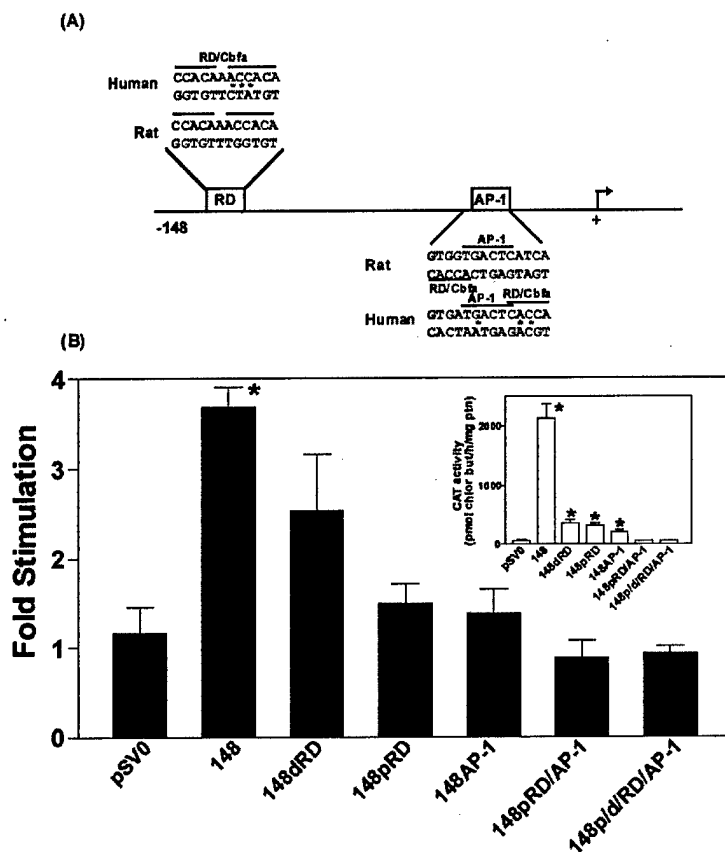 (A)
RD/Cbfa
Human
CCACAAACCACA
***
GGTGTTCTATGT
Rat
CCACAAACCACA
GGTGTTTGGTGT
RD
AP-1
-148
+
AP-1
Rat
GTGGTGACTCATCA
CACCACTGAGTAGT
RD/Cbfa
AP-1
RD/Cbfa
Human
GTGATGACTCACCA
* **
CACTAATGAGACGT
(B)
Fold Stimulation
4
3
2
1
0
pSV0
148
148dRD
148pRD
148AP-1
148pRD/AP-1
148p/d/RD/AP-1
*
CAT activity
(pmol chlor but/h/mg ptn)
2000
1000
0
*
*
*
*
pSV0
148
148dRD
148pRD
148AP-1
148pRD/AP-1
148p/d/RD/AP-1